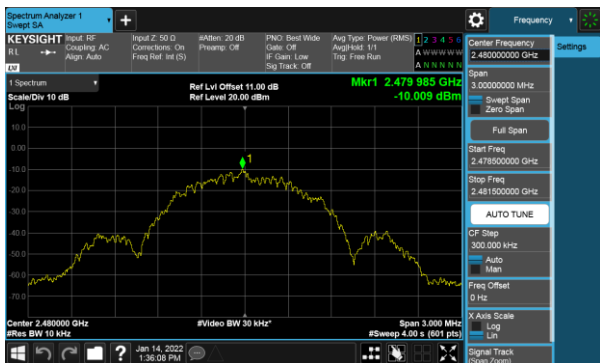 Spectrum Analyzer 1
Swept SA
Frequency
KEYSIGHT
RL
Input: RF
Coupling: AC
Align: Auto
Input Z: 50 Ω
Corrections: On
Freq Ref: Int (S)
#Atten: 20 dB
Preamp: Off
PNO: Best Wide
Gate: Off
IF Gain: Low
Sig Track: Off
Avg Type: Power (RMS)
Avg|Hold: 1/1
Trig: Free Run
1 2 3 4 5 6
A W W W W W
A N N N N N
LXI
1 Spectrum
Scale/Div 10 dB
Log
Ref Lvl Offset 11.00 dB
Ref Level 20.00 dBm
Mkr1 2.479 985 GHz
-10.009 dBm
10.0
0.00
-10.0
-20.0
-30.0
-40.0
-50.0
-60.0
-70.0
1
Center 2.480000 GHz
#Res BW 10 kHz
#Video BW 30 kHz*
Span 3.000 MHz
#Sweep 4.00 s (601 pts)
Jan 14, 2022
1:36:08 PM
Center Frequency
2.480000000 GHz
Settings
Span
3.00000000 MHz
Swept Span
Zero Span
Full Span
Start Freq
2.478500000 GHz
Stop Freq
2.481500000 GHz
AUTO TUNE
CF Step
300.000 kHz
Auto
Man
Freq Offset
0 Hz
X Axis Scale
Log
Lin
Signal Track
(Span Zoom)